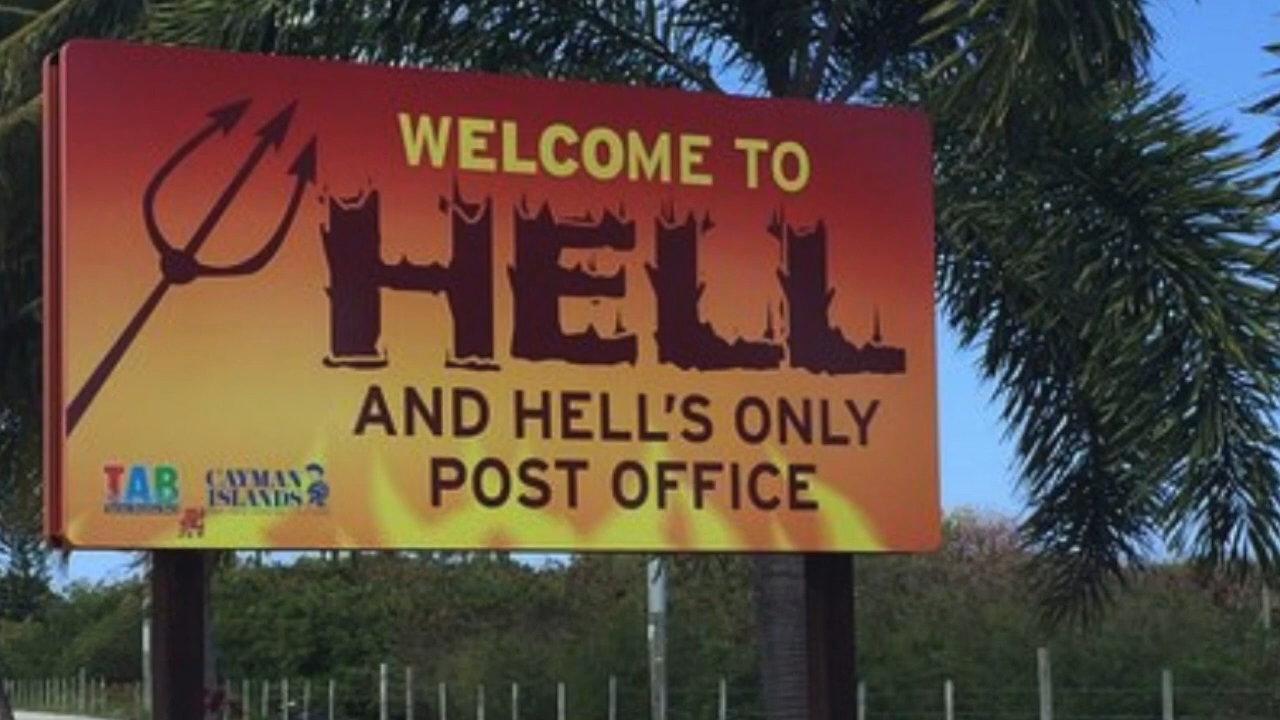 WELCOME TO
HELL
AND HELL'S ONLY
POST OFFICE
TAB
CAYMAN
ISLANDS